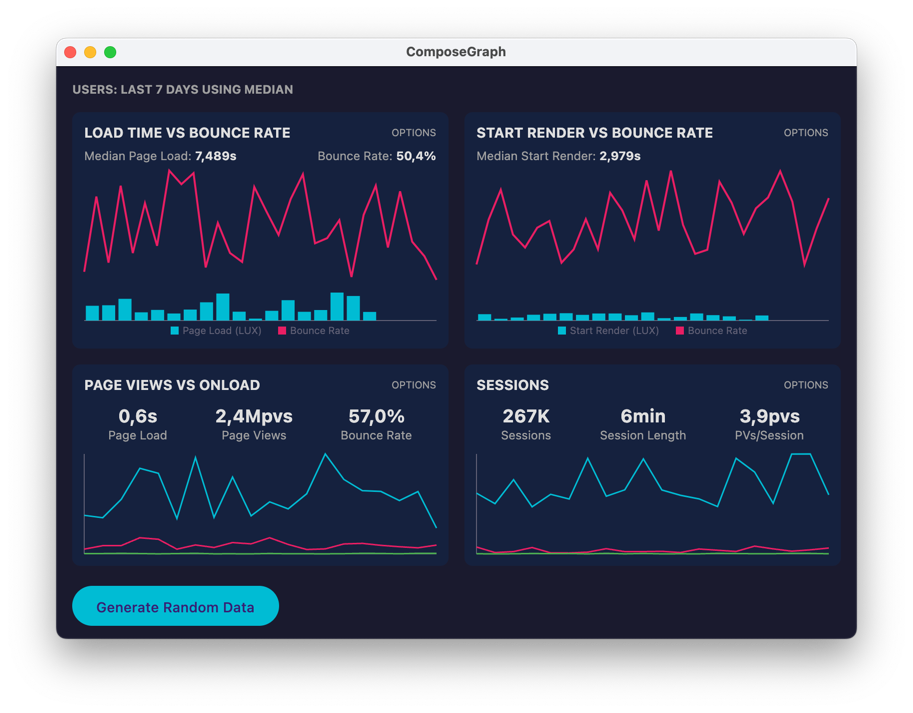 ComposeGraph
USERS: LAST 7 DAYS USING MEDIAN
LOAD TIME VS BOUNCE RATE
OPTIONS
Median Page Load: 7,489s
Bounce Rate: 50,4%
Page Load (LUX)
Bounce Rate
START RENDER VS BOUNCE RATE
OPTIONS
Median Start Render: 2,979s
Start Render (LUX)
Bounce Rate
PAGE VIEWS VS ONLOAD
OPTIONS
0,6s
Page Load
2,4Mpvs
Page Views
57,0%
Bounce Rate
SESSIONS
OPTIONS
267K
Sessions
6min
Session Length
3,9pvs
PVs/Session
Generate Random Data